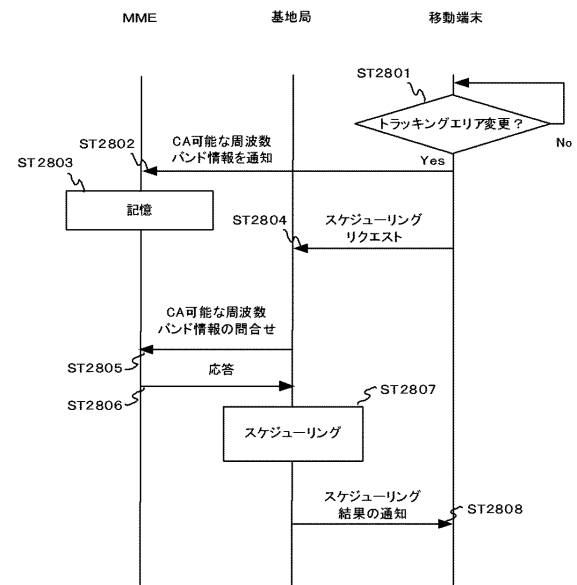 MME
基地局
移動端末
ST2801
トラッキングエリア変更？
No
Yes
ST2802
CA可能な周波数
バンド情報を通知
ST2803
記憶
ST2804
スケジューリング
リクエスト
CA可能な周波数
バンド情報の問合せ
ST2805
応答
ST2806
ST2807
スケジューリング
スケジューリング
結果の通知
ST2808